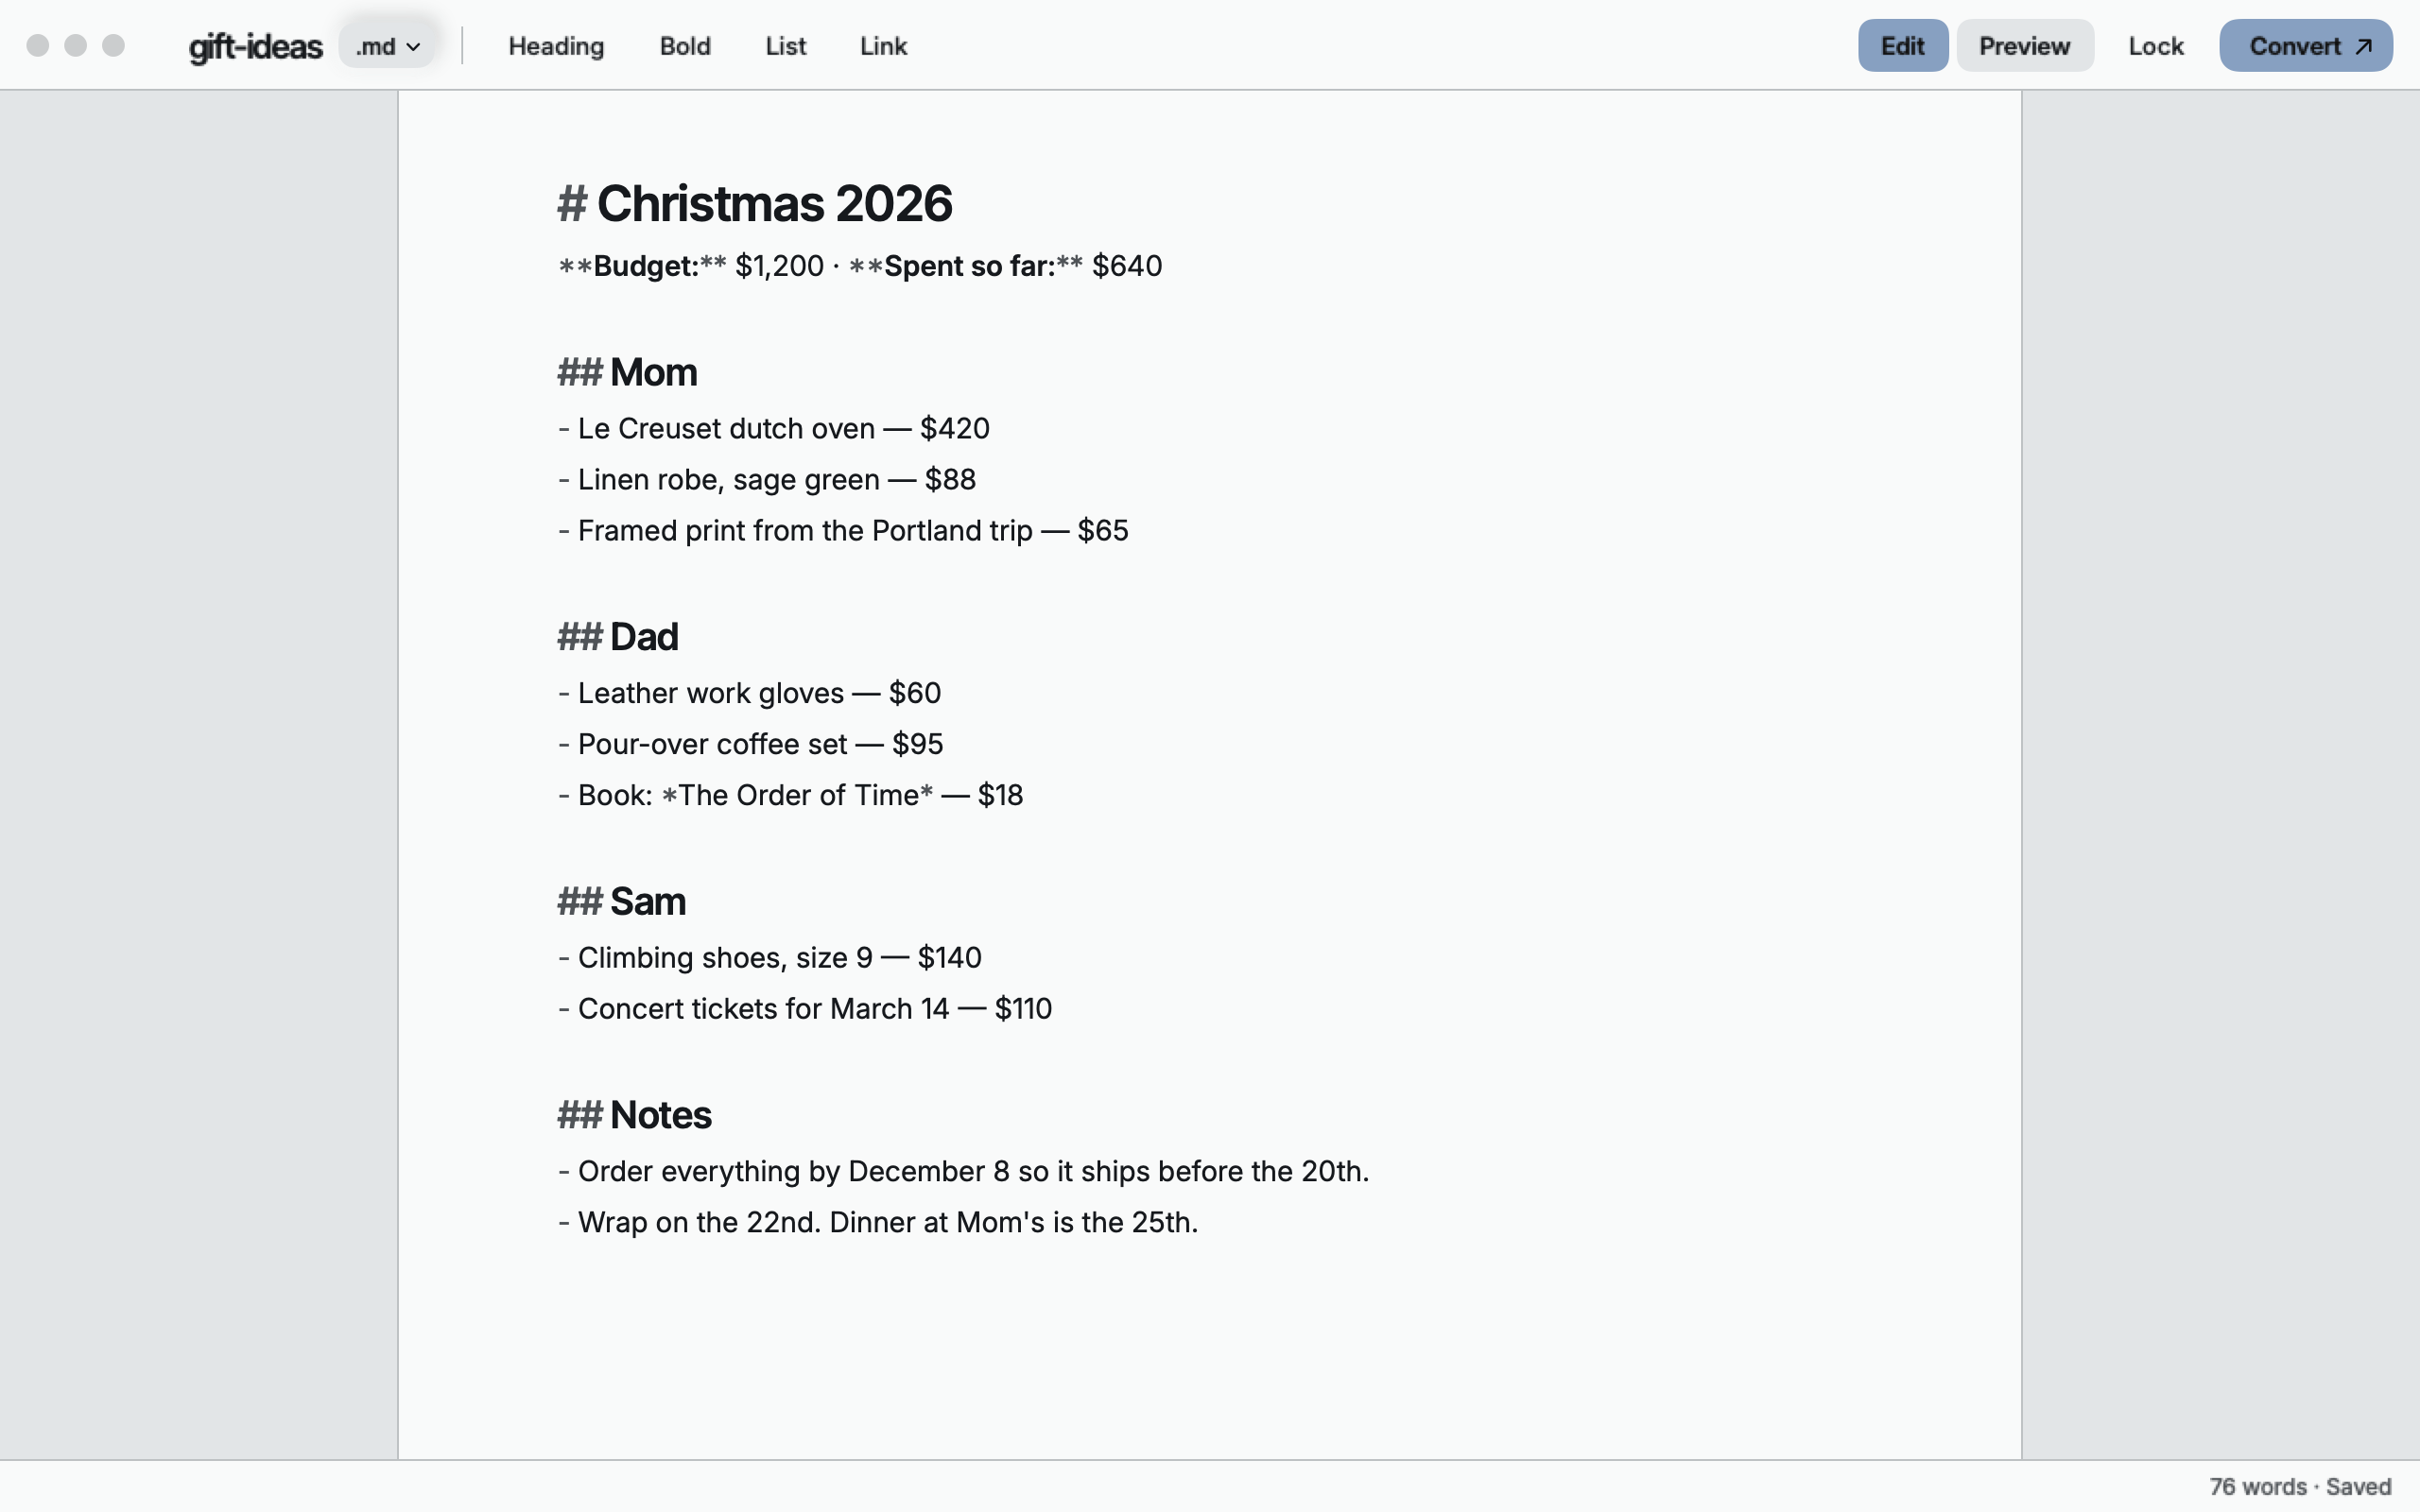 gift-ideas .md Heading Bold List Link Edit Preview Lock Convert
# Christmas 2026
**Budget:** $1,200 · **Spent so far:** $640
## Mom
- Le Creuset dutch oven — $420
- Linen robe, sage green — $88
- Framed print from the Portland trip — $65
## Dad
- Leather work gloves — $60
- Pour-over coffee set — $95
- Book: *The Order of Time* — $18
## Sam
- Climbing shoes, size 9 — $140
- Concert tickets for March 14 — $110
## Notes
- Order everything by December 8 so it ships before the 20th.
- Wrap on the 22nd. Dinner at Mom's is the 25th.
76 words · Saved